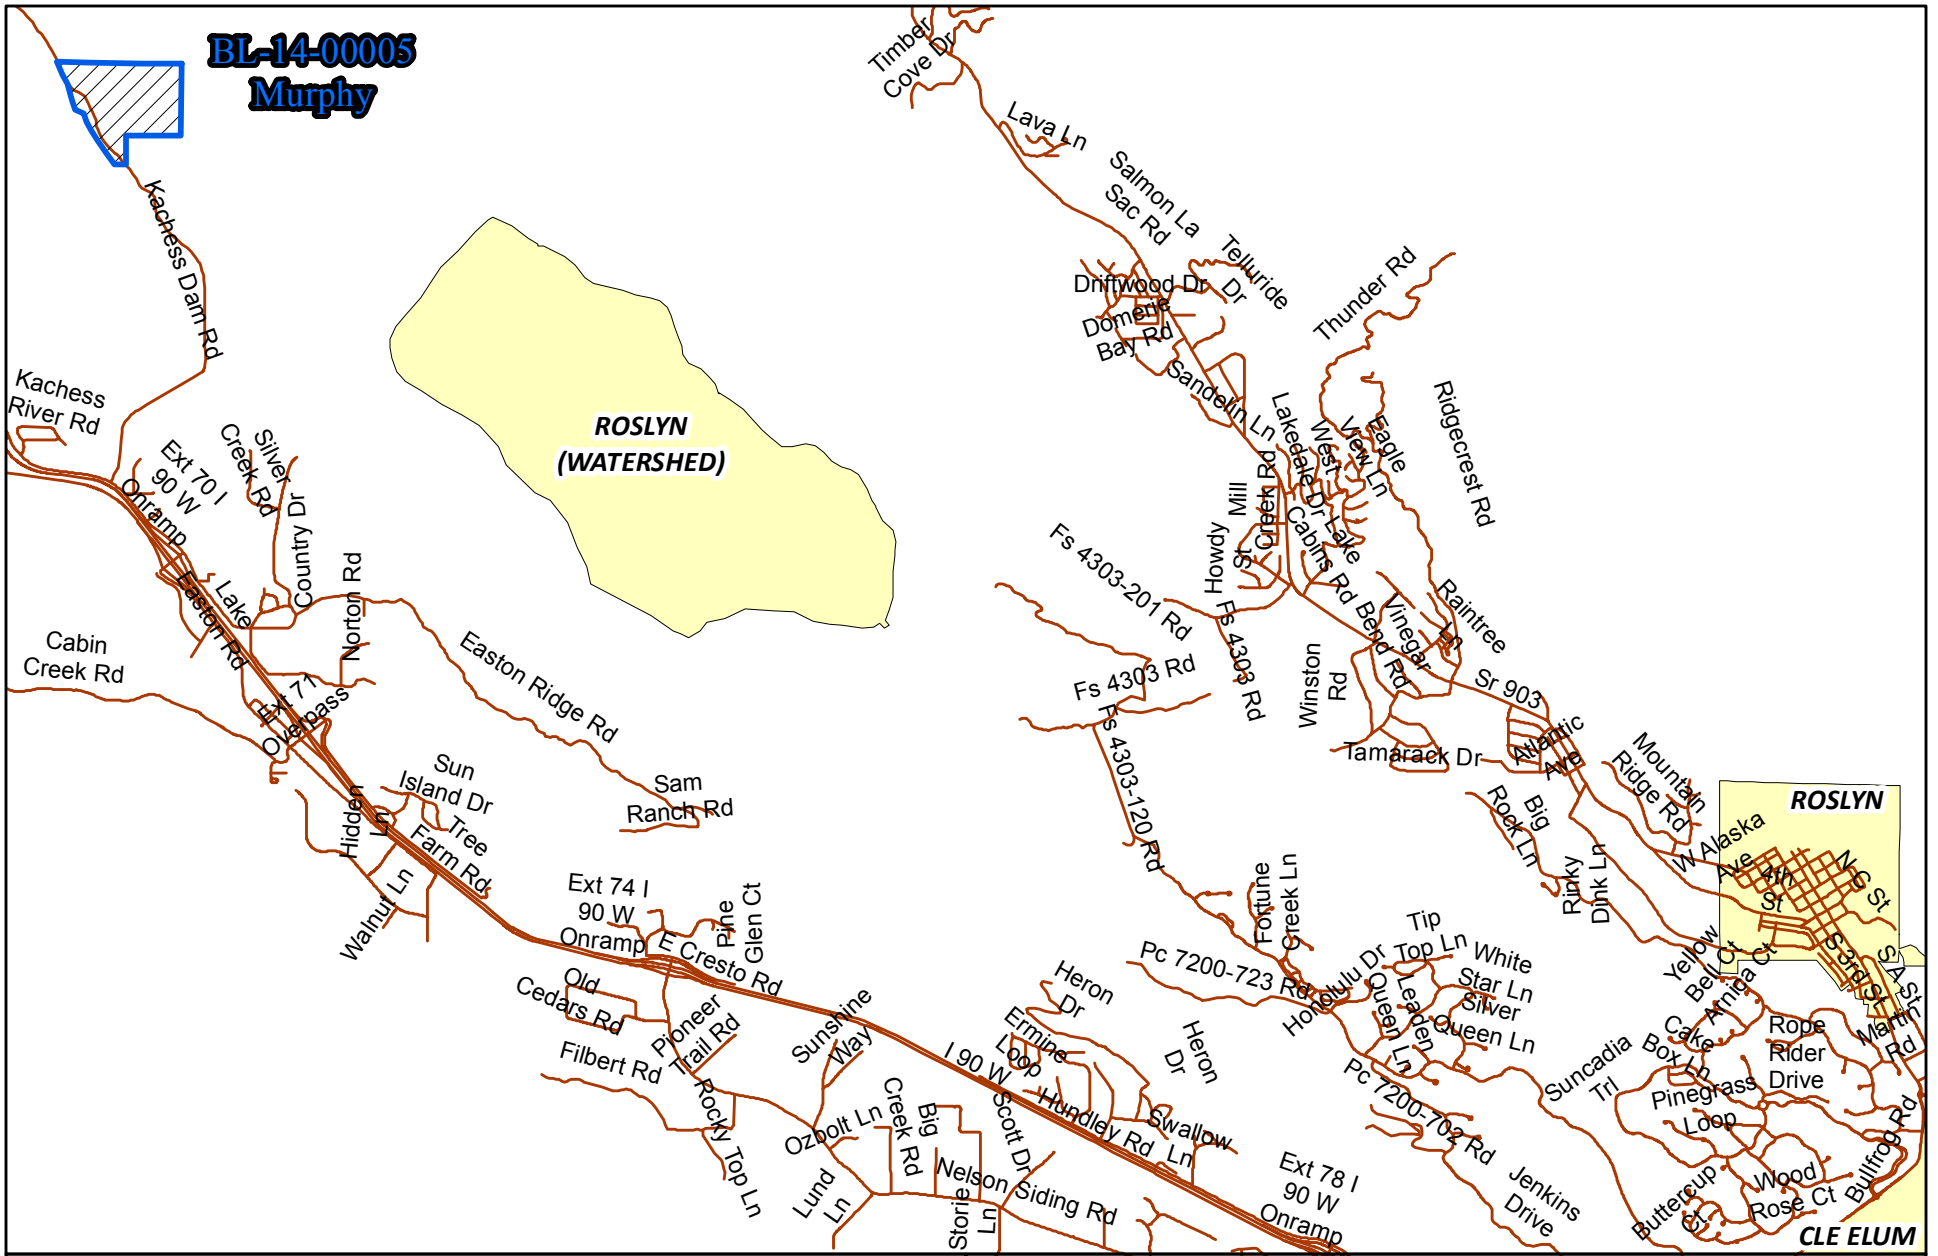 BL-14-00005
Murphy
Timber
Cove Dr
Lava Ln
Salmon La
Sac Rd
Telluride
Dr
Driftwood Dr
Domerie
Bay Rd
Thunder Rd
Sandelin Ln
Kachess Dam Rd
Kachess
River Rd
Ext 70 I
90 W
Onramp
Silver
Creek Rd
Country Dr
Norton Rd
ROSLYN
(WATERSHED)
Lakedale Dr
West
View Ln
Eagle
Ridgecrest Rd
Mill
Creek Rd
Howdy
St
Lake
Cabins Rd
Fs 4303-201 Rd
Fs 4303 Rd
Fs 4303 Rd
Fs 4303-120 Rd
Lake
Easton Rd
Cabin
Creek Rd
Ext 71
Overpass
Easton Ridge Rd
Sam
Ranch Rd
Winston
Rd
Vinegar
Bend Rd
Raintree
Ln
Sr 903
Tamarack Dr
Atlantic
Ave
Mountain
Ridge Rd
ROSLYN
Sun
Island Dr
Hidden
Ln
Tree
Farm Rd
Walnut Ln
Big
Rock Ln
Rinky
Dink Ln
W Alaska
Ave
4th
St
N C St
S A St
S 3rd St
Ext 74 I
90 W
Onramp
Pine
Glen Ct
E Cresto Rd
Old
Cedars Rd
Filbert Rd
Pioneer
Trail Rd
Rocky Top Ln
Sunshine
Way
Fortune
Creek Ln
Pc 7200-723 Rd
Honolulu Dr
Tip
Top Ln
White
Star Ln
Silver
Queen Ln
Leaden
Queen Ln
Yellow
Bell Ct
Arnica Ct
Cake
Box Ln
Rope
Rider
Drive
Martin
Rd
Heron
Dr
Ermine
Loop
Heron
Dr
I 90 W
Hundley Rd
Swallow
Ln
Pc 7200-702 Rd
Suncadia
Trl
Pinegrass
Loop
Ozbolt Ln
Creek Rd
Big
Scott Dr
Lund
Ln
Nelson Siding Rd
Storie
Ln
Ext 78 I
90 W
Onramp
Jenkins
Drive
Buttercup
Ct
Wood
Rose Ct
Bullfrog Rd
CLE ELUM